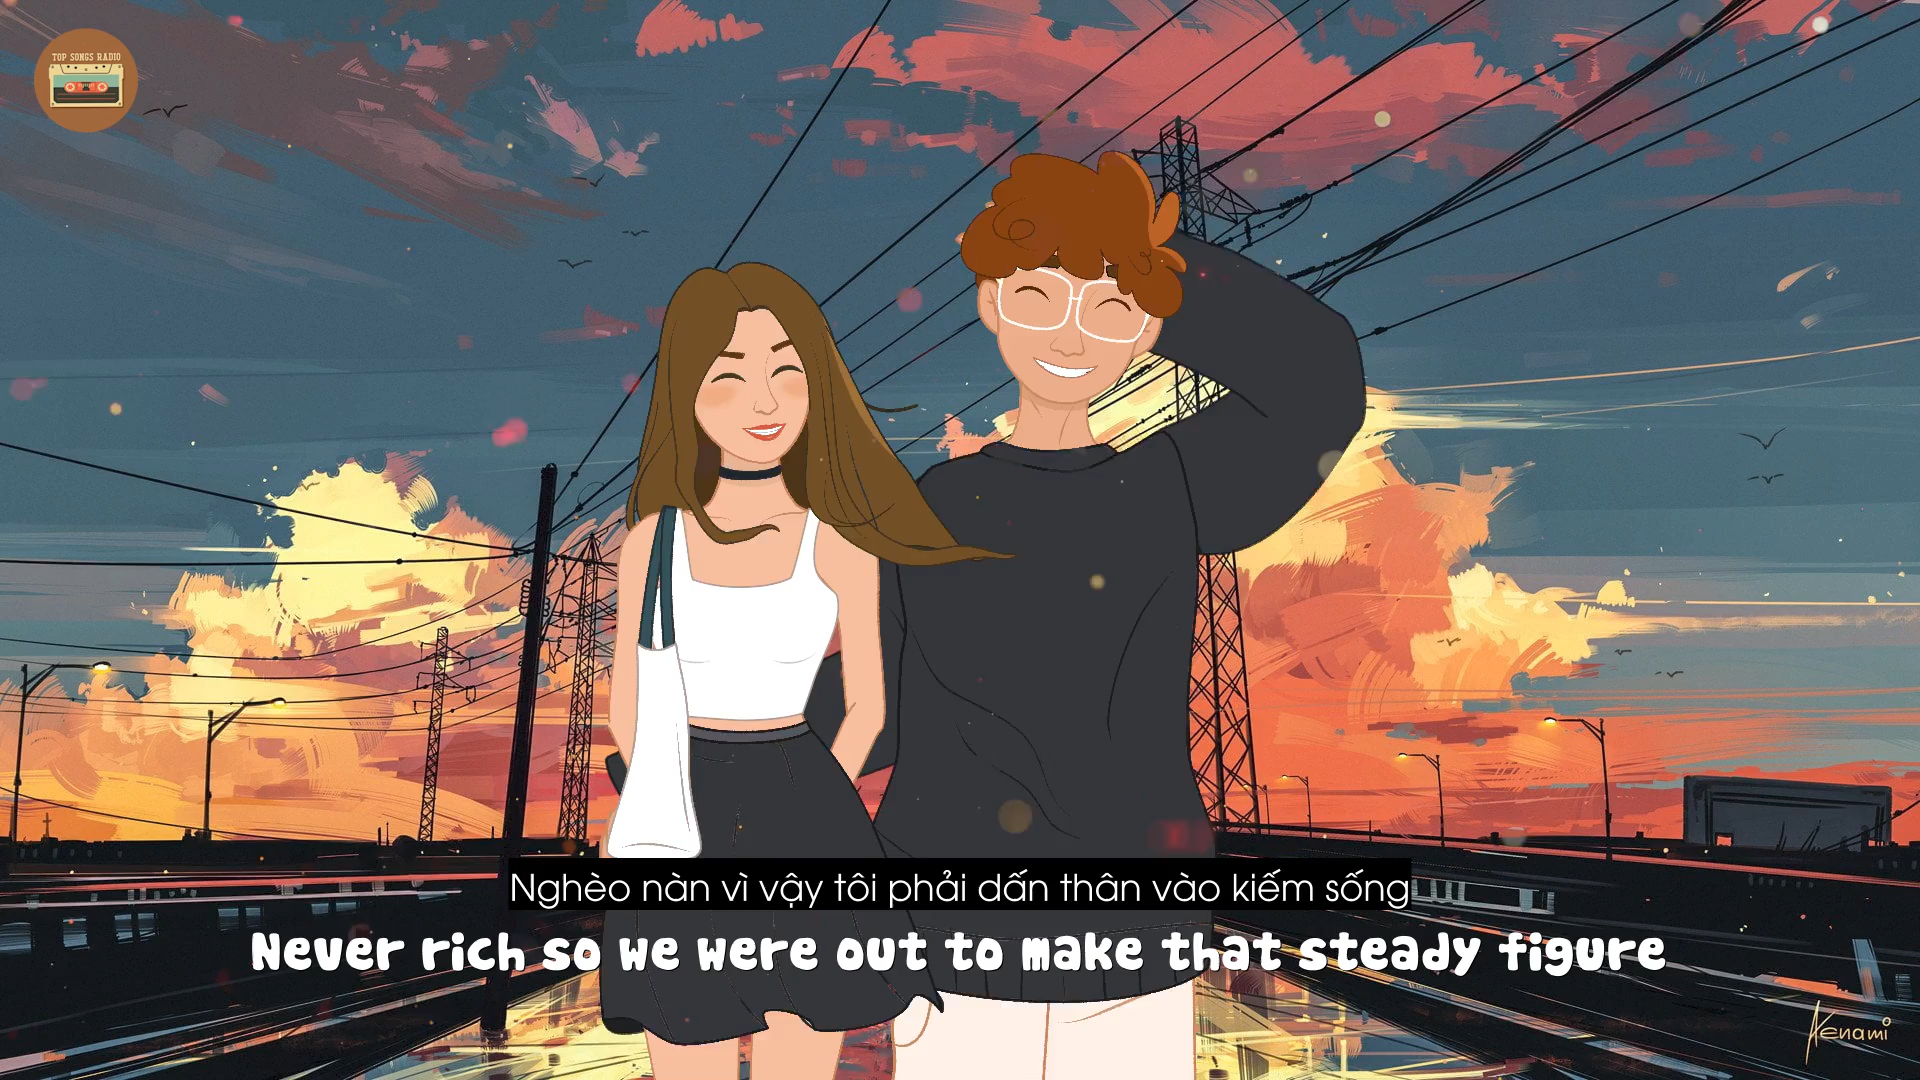 TOP SONGS RADIO
Nghèo nàn vì vậy tôi phải dấn thân vào kiếm sống
Never rich so we were out to make that steady figure
Aenami